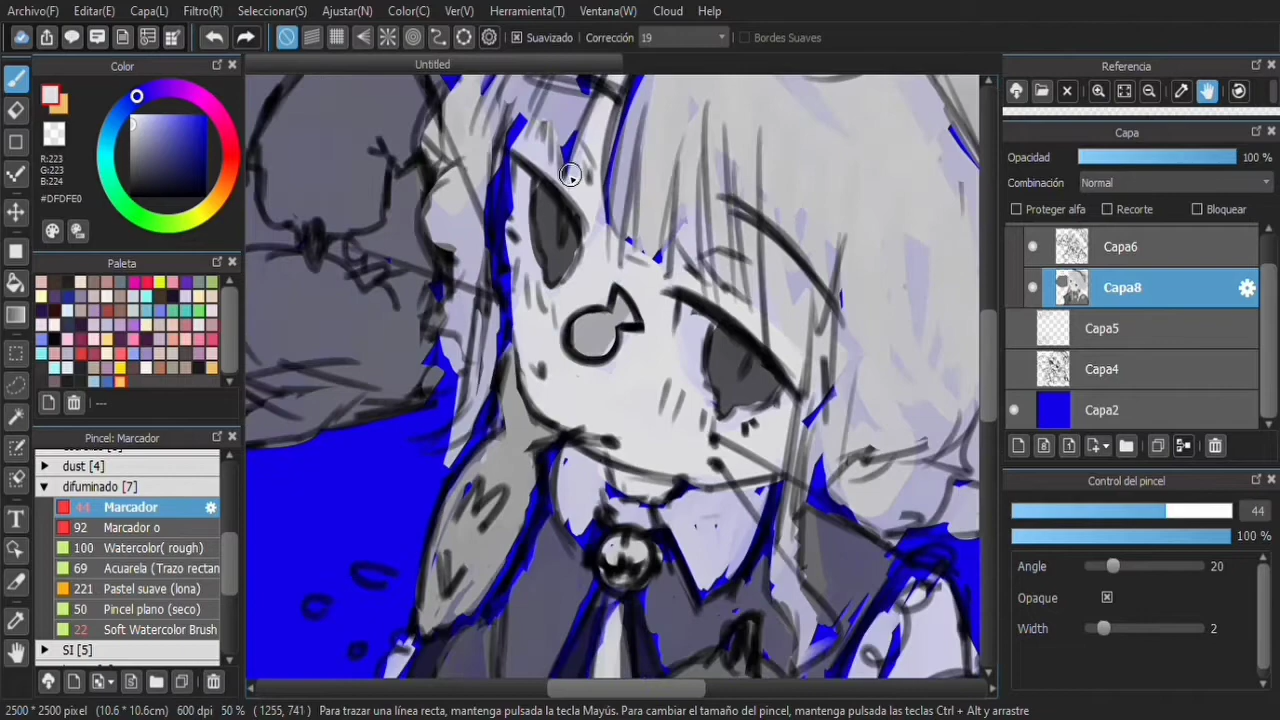 Archivo(F) Editar(E) Capa(L) Filtro(R) Seleccionar(S) Ajustar(N) Color(C) Ver(V) Herramienta(T) Ventana(W) Cloud Help
Suavizado Corrección 19 Bordes Suaves
Color
R:223
G:223
B:224
#DFDFE0
Paleta
---
Pincel: Marcador
dust [4]
difuminado [7]
44 Marcador
92 Marcador o
100 Watercolor( rough)
69 Acuarela (Trazo rectan
221 Pastel suave (lona)
50 Pincel plano (seco)
22 Soft Watercolor Brush
SI [5]
Untitled
Referencia
Capa
Opacidad 100 %
Combinación Normal
Proteger alfa Recorte Bloquear
Capa6
Capa8
Capa5
Capa4
Capa2
Control del pincel
44
100 %
Angle 20
Opaque
Width 2
2500 * 2500 pixel (10.6 * 10.6cm) 600 dpi 50 % ( 1255, 741 ) Para trazar una línea recta, mantenga pulsada la tecla Mayús. Para cambiar el tamaño del pincel, mantenga pulsada las teclas Ctrl + Alt y arrastre